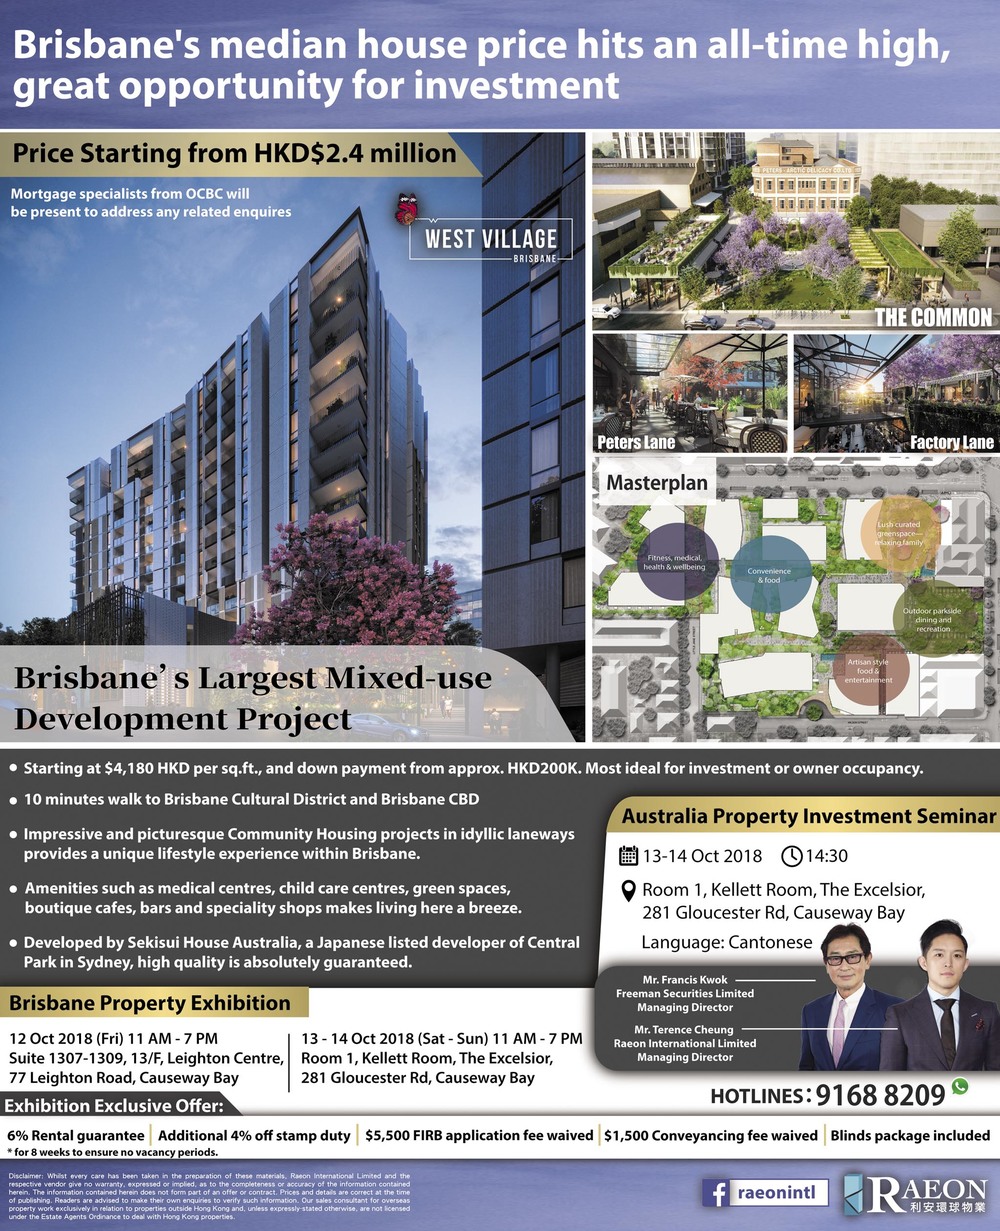 Brisbane's median house price hits an all-time high,
great opportunity for investment
Price Starting from HKD$2.4 million
Mortgage specialists from OCBC will
be present to address any related enquires
WEST VILLAGE
BRISBANE
PETERS - ARCTIC DELICACY CO LTD
THE COMMON
Peters Lane
Factory Lane
Masterplan
Lush curated
greenspace—
relaxing,family
Fitness, medical,
health & wellbeing
Convenience
& food
Outdoor parkside
dining and
recreation
Artisan style
food &
entertainment
Brisbane's Largest Mixed-use
Development Project
• Starting at $4,180 HKD per sq.ft., and down payment from approx. HKD200K. Most ideal for investment or owner occupancy.
• 10 minutes walk to Brisbane Cultural District and Brisbane CBD
• Impressive and picturesque Community Housing projects in idyllic laneways
provides a unique lifestyle experience within Brisbane.
• Amenities such as medical centres, child care centres, green spaces,
boutique cafes, bars and speciality shops makes living here a breeze.
• Developed by Sekisui House Australia, a Japanese listed developer of Central
Park in Sydney, high quality is absolutely guaranteed.
Australia Property Investment Seminar
13-14 Oct 2018 14:30
Room 1, Kellett Room, The Excelsior,
281 Gloucester Rd, Causeway Bay
Language: Cantonese
Mr. Francis Kwok
Freeman Securities Limited
Managing Director
Mr. Terence Cheung
Raeon International Limited
Managing Director
Brisbane Property Exhibition
12 Oct 2018 (Fri) 11 AM - 7 PM
Suite 1307-1309, 13/F, Leighton Centre,
77 Leighton Road, Causeway Bay
13 - 14 Oct 2018 (Sat - Sun) 11 AM - 7 PM
Room 1, Kellett Room, The Excelsior,
281 Gloucester Rd, Causeway Bay
HOTLINES: 9168 8209
Exhibition Exclusive Offer:
6% Rental guarantee | Additional 4% off stamp duty | $5,500 FIRB application fee waived | $1,500 Conveyancing fee waived | Blinds package included
* for 8 weeks to ensure no vacancy periods.
Disclaimer: Whilst every care has been taken in the preparation of these materials, Raeon International Limited and the
respective vendor give no warranty, expressed or implied, as to the completeness or accuracy of the information contained
herein. The information contained herein does not form part of an offer or contract. Prices and details are correct at the time
of publishing. Readers are advised to make their own enquiries to verify such information. Our sales consultant for overseas
property work exclusively in relation to properties outside Hong Kong and, unless expressly-stated otherwise, are not licensed
under the Estate Agents Ordinance to deal with Hong Kong properties.
raeonintl
RAEON
利安環球物業